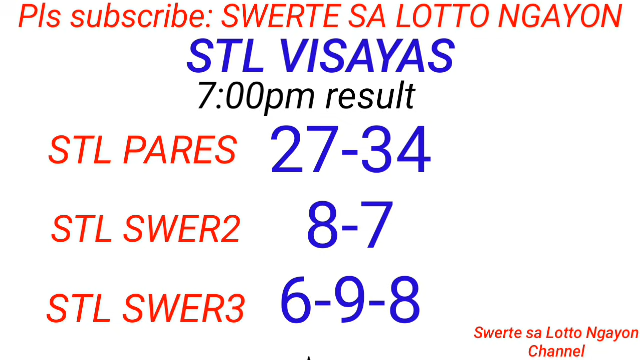 Pls subscribe: SWERTE SA LOTTO NGAYON
STL VISAYAS
7:00pm result
STL PARES 27-34
STL SWER2 8-7
STL SWER3 6-9-8
Swerte sa Lotto Ngayon
Channel